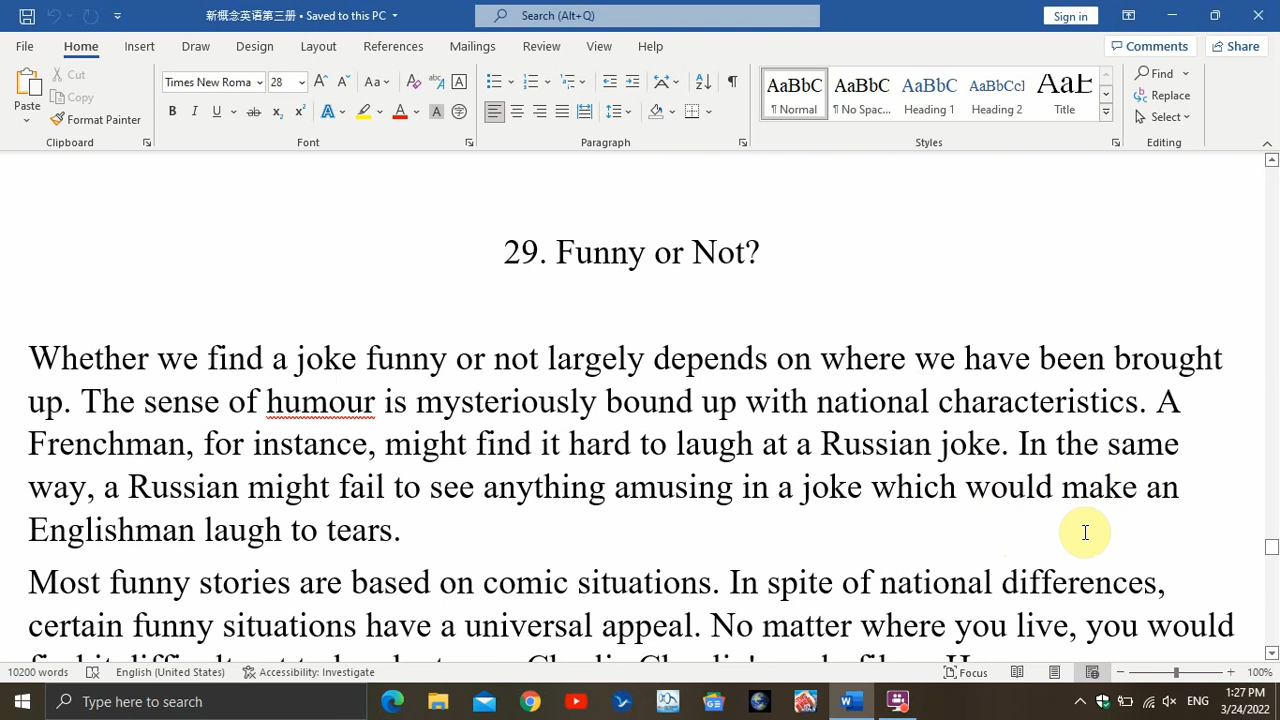 新概念英语第三册 • Saved to this PC
Search (Alt+Q)
Sign in
File Home Insert Draw Design Layout References Mailings Review View Help
Comments Share
Paste
Cut
Copy
Format Painter
Clipboard
Times New Roma 28
Font
Paragraph
AaBbC AaBbC AaBbC AaBbCcI AaE
¶ Normal ¶ No Spac... Heading 1 Heading 2 Title
Styles
Find
Replace
Select
Editing
29. Funny or Not?
Whether we find a joke funny or not largely depends on where we have been brought
up. The sense of humour is mysteriously bound up with national characteristics. A
Frenchman, for instance, might find it hard to laugh at a Russian joke. In the same
way, a Russian might fail to see anything amusing in a joke which would make an
Englishman laugh to tears.
Most funny stories are based on comic situations. In spite of national differences,
certain funny situations have a universal appeal. No matter where you live, you would
10200 words English (United States) Accessibility: Investigate Focus 100%
Type here to search
ENG
1:27 PM
3/24/2022